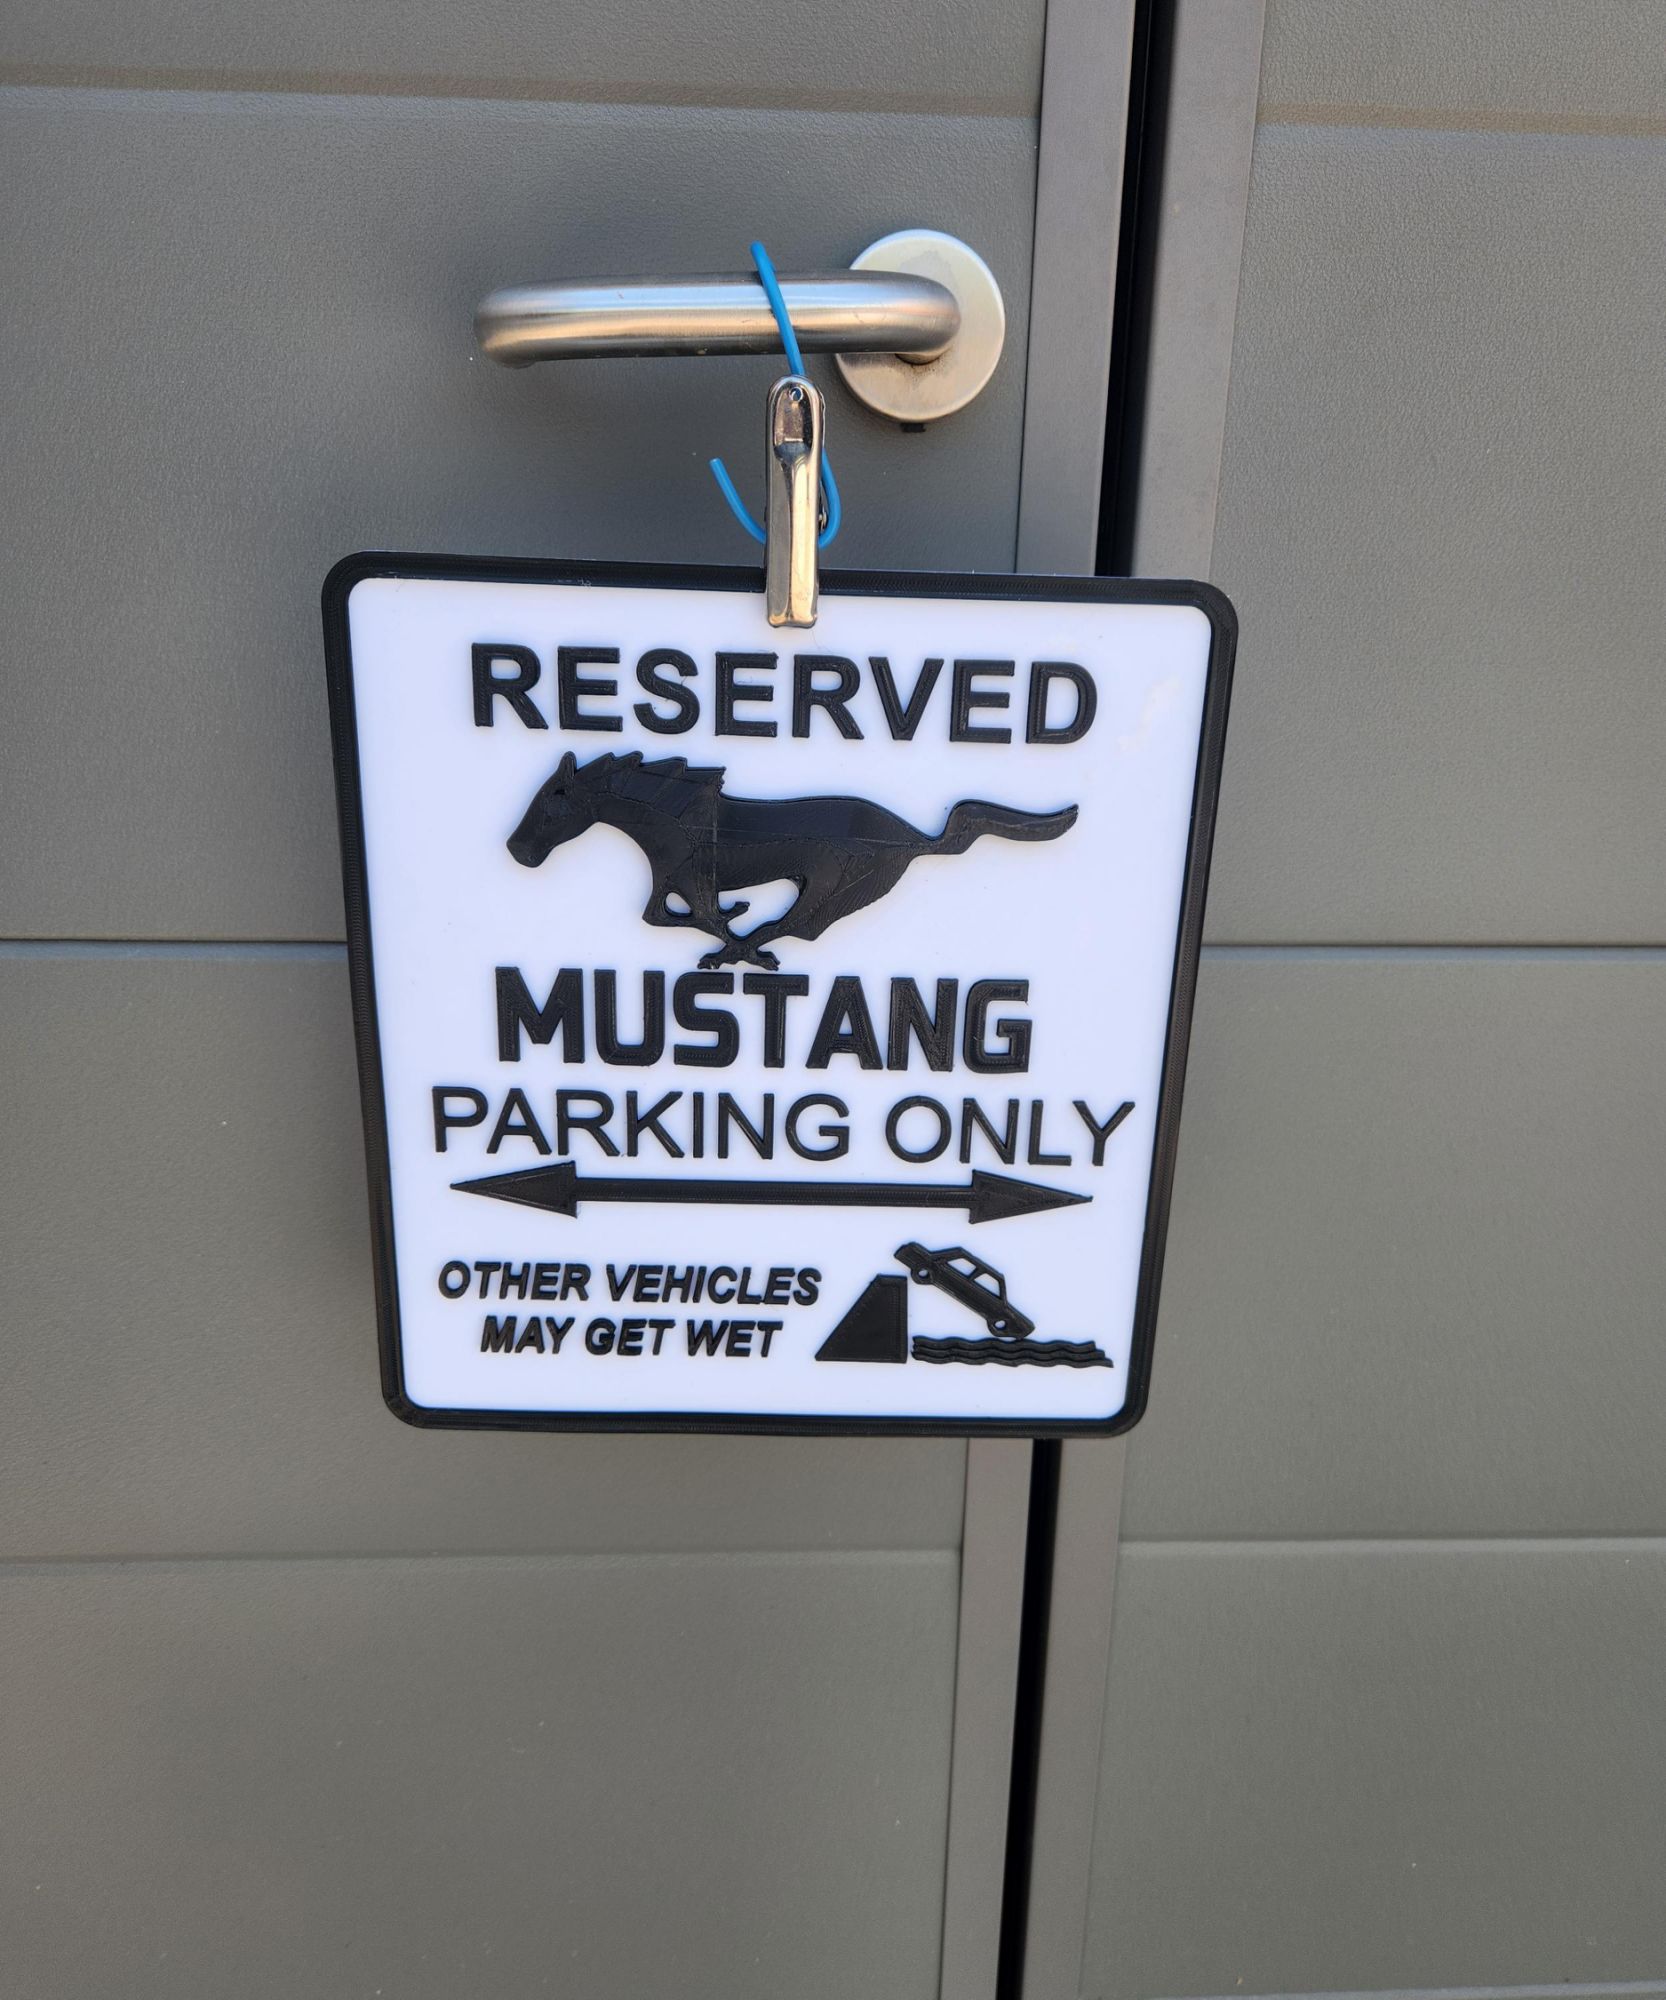 RESERVED
MUSTANG
PARKING ONLY
OTHER VEHICLES
MAY GET WET